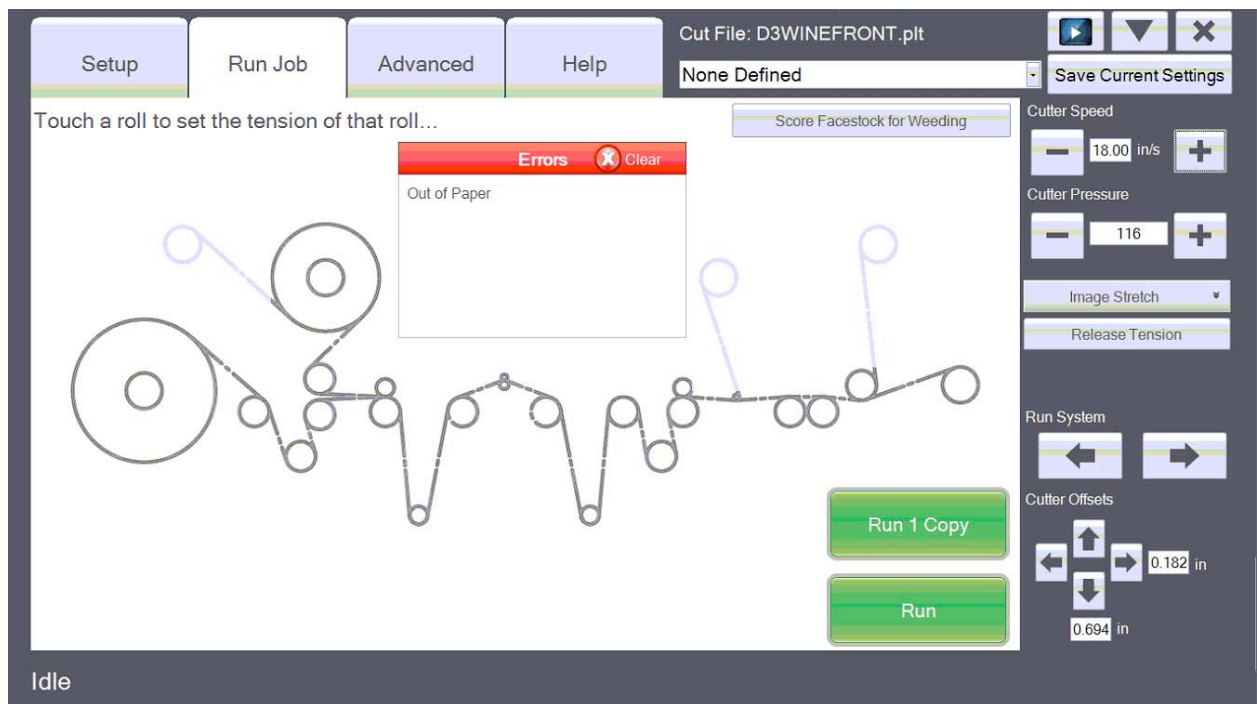 Setup
Run Job
Advanced
Help
Cut File: D3WINEFRONT.plt
None Defined
Save Current Settings
Touch a roll to set the tension of that roll...
Score Facestock for Weeding
Errors X Clear
Out of Paper
Cutter Speed
18.00 in/s
Cutter Pressure
116
Image Stretch
Release Tension
Run System
Cutter Offsets
0.182 in
0.694 in
Run 1 Copy
Run
Idle